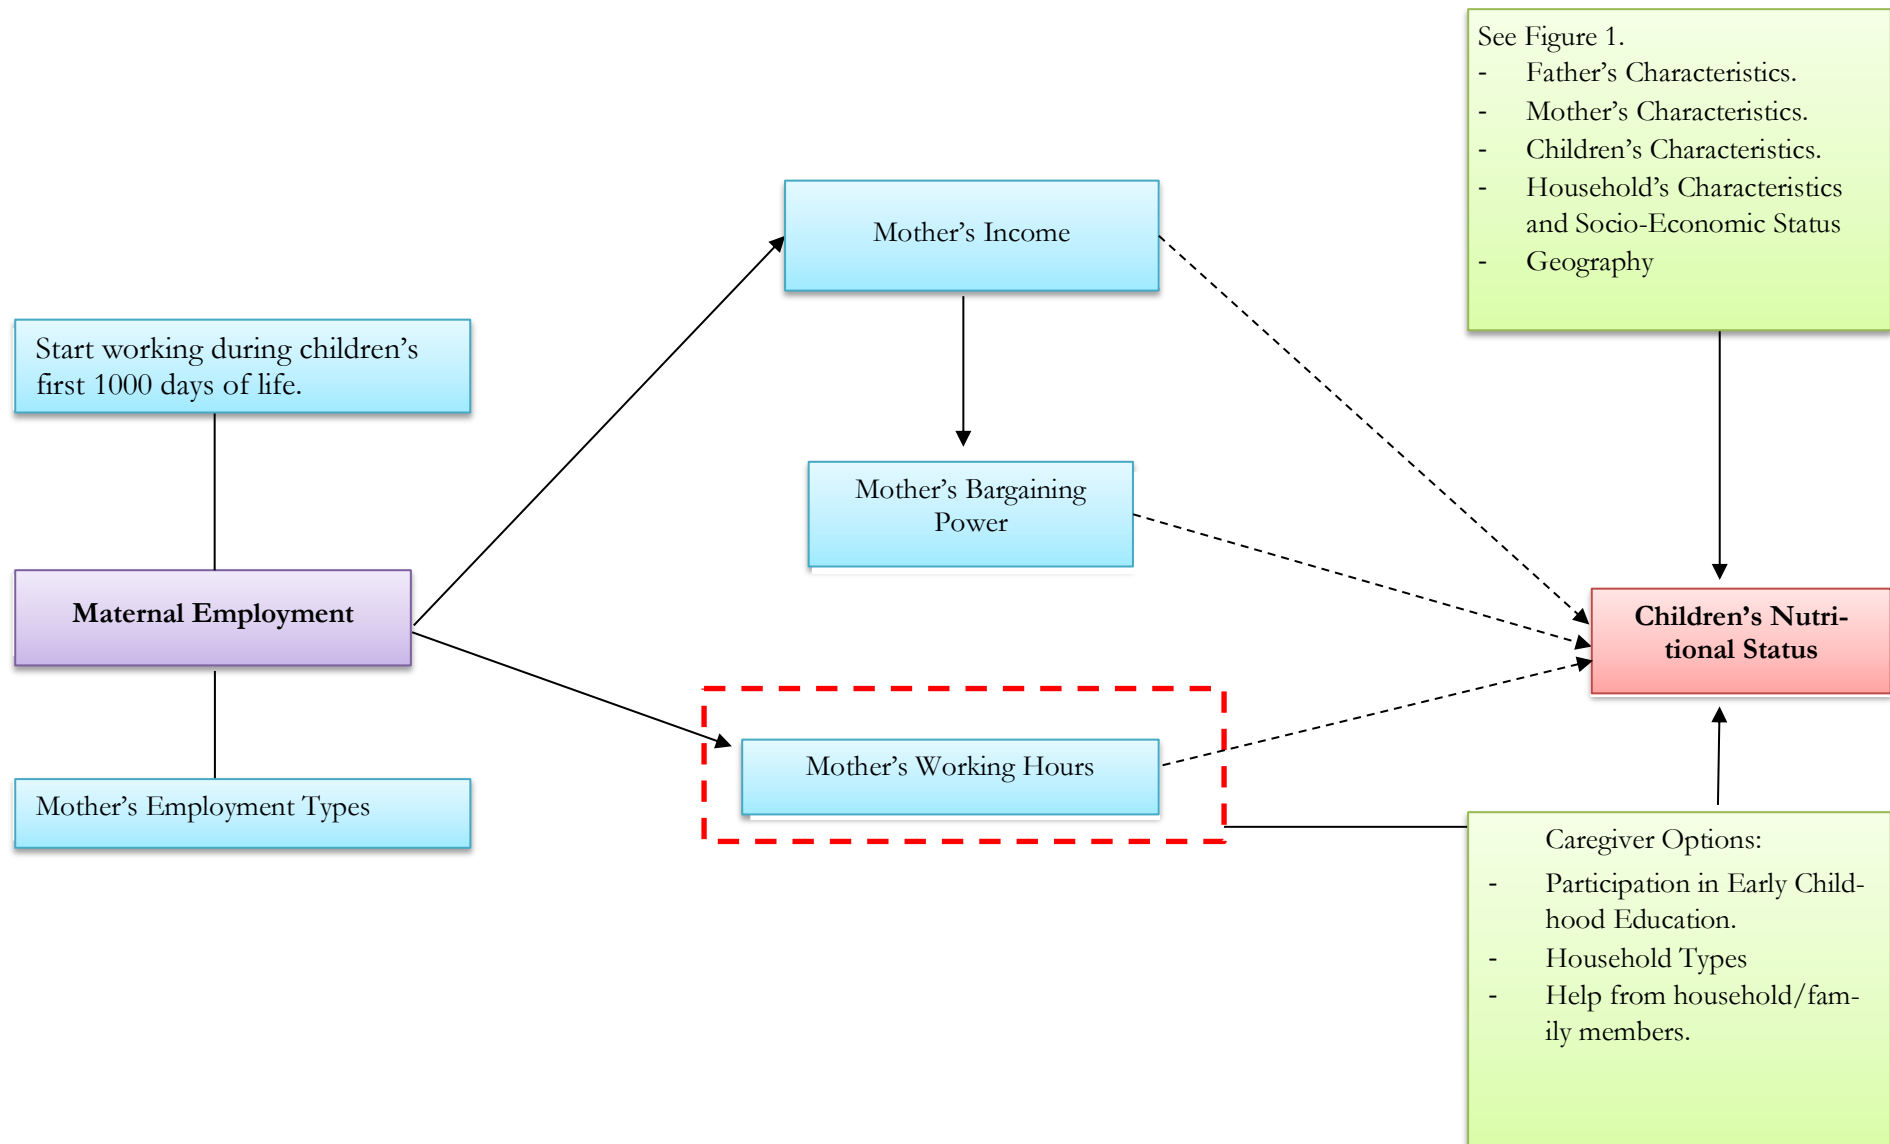 See Figure 1.
- Father’s Characteristics.
- Mother’s Characteristics.
- Children’s Characteristics.
- Household’s Characteristics
and Socio-Economic Status
- Geography
Mother’s Income
Start working during children’s
first 1000 days of life.
Mother’s Bargaining
Power
Maternal Employment
Children’s Nutri-
tional Status
Mother’s Working Hours
Mother’s Employment Types
Caregiver Options:
- Participation in Early Child-
hood Education.
- Household Types
- Help from household/fam-
ily members.